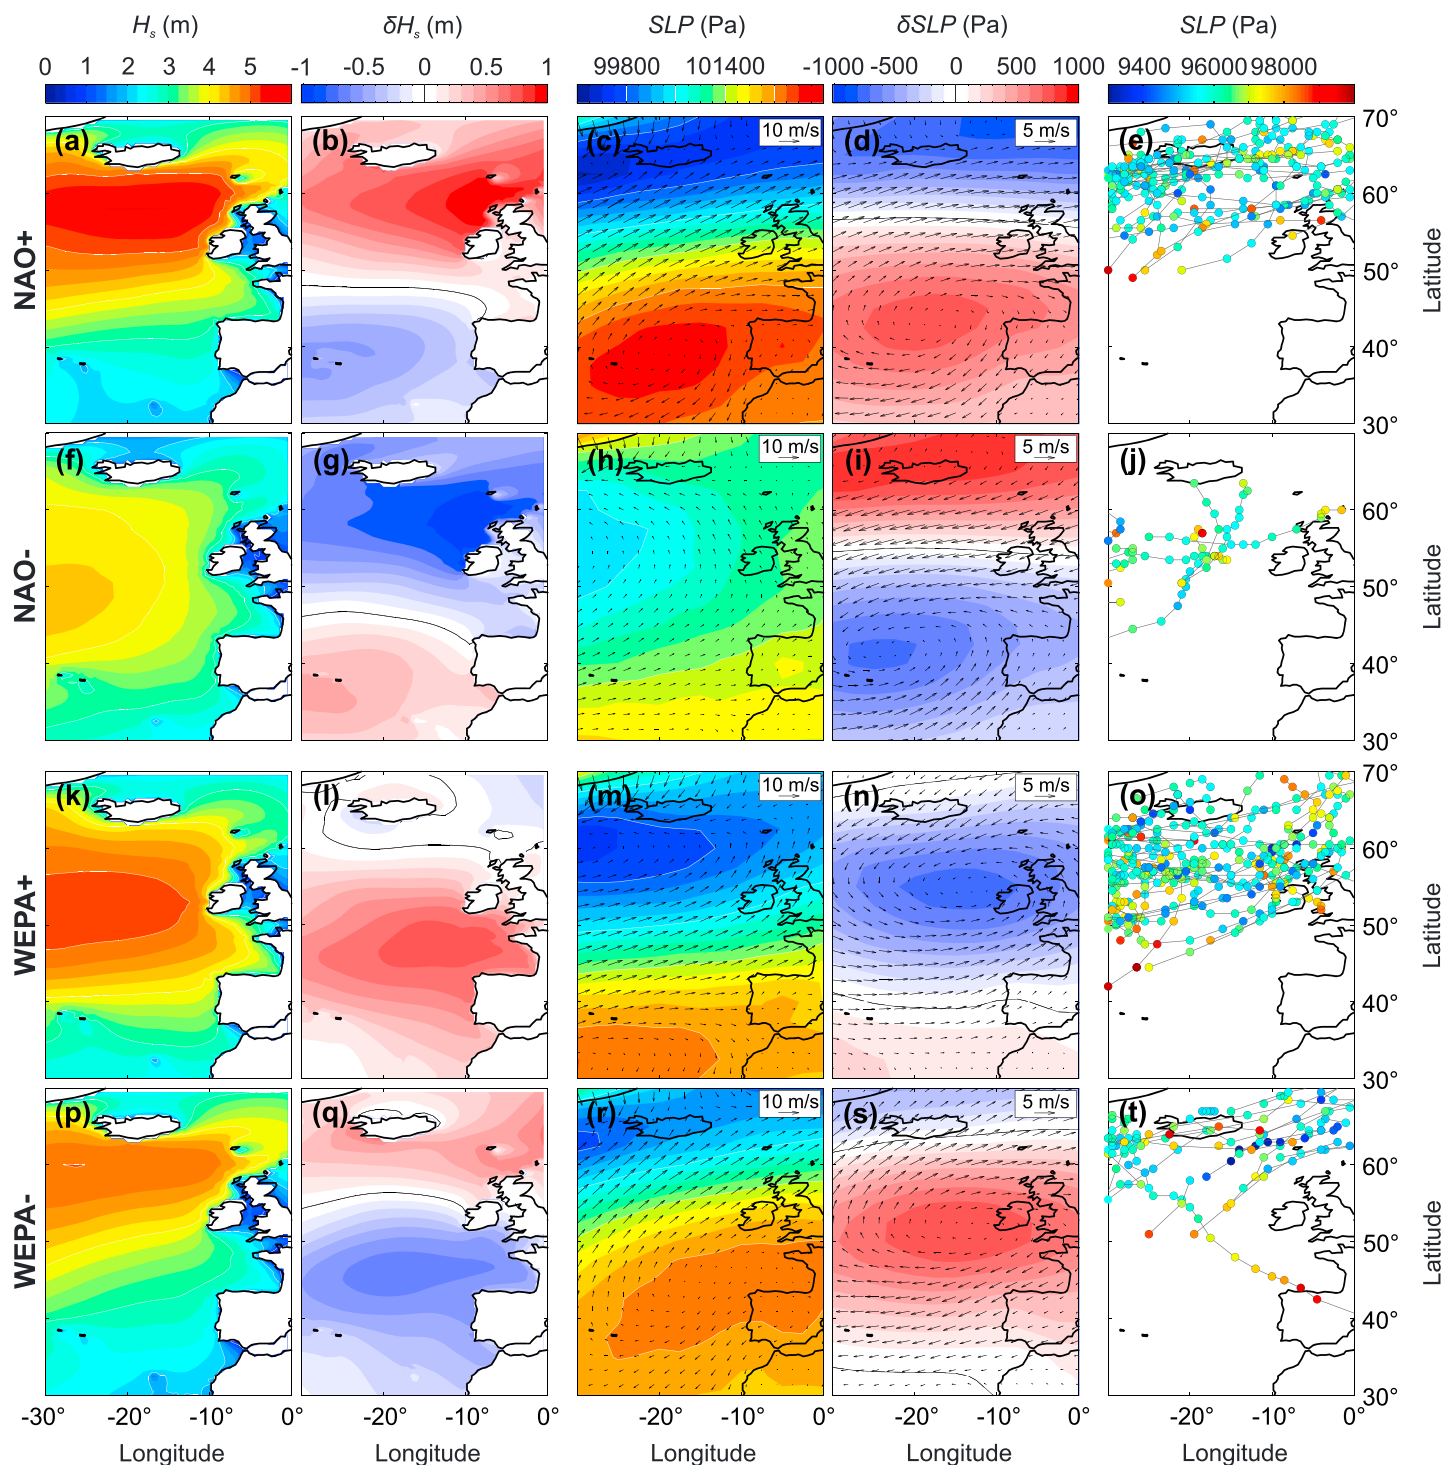 Hs (m) δHs (m) SLP (Pa) δSLP (Pa) SLP (Pa)
0 1 2 3 4 5 -1 -0.5 0 0.5 1 99800 101400 -1000 -500 0 500 1000 9400 96000 98000
NAO+ (a) (b) (c) 10 m/s (d) 5 m/s (e) 70° 60° 50° 40° 30° Latitude
NAO- (f) (g) (h) 10 m/s (i) 5 m/s (j) 60° 50° 40° 30° Latitude
WEPA+ (k) (l) (m) 10 m/s (n) 5 m/s (o) 70° 60° 50° 40° 30° Latitude
WEPA- (p) (q) (r) 10 m/s (s) 5 m/s (t) 60° 50° 40° 30° Latitude
-30° -20° -10° 0° -20° -10° 0° -20° -10° 0° -20° -10° 0° -20° -10° 0°
Longitude Longitude Longitude Longitude Longitude